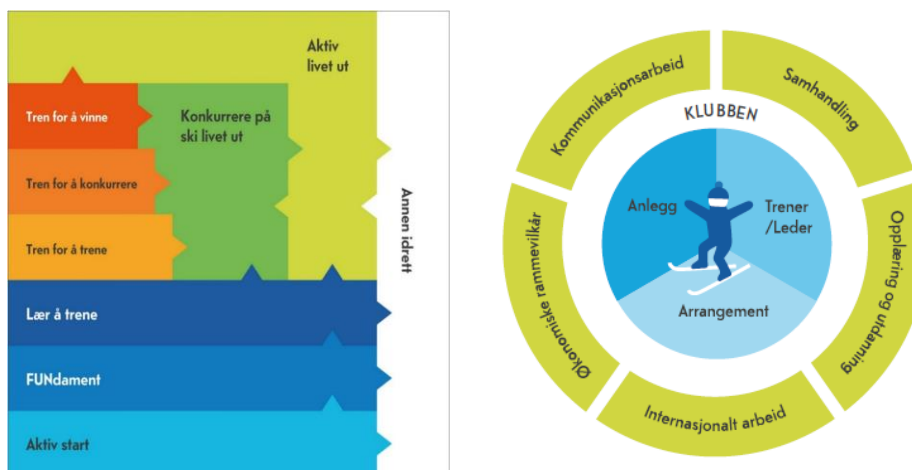 Aktiv
livet ut
Tren for å vinne
Konkurrere på
ski livet ut
Tren for å konkurrere
Tren for å trene
Annen idrett
Lær å trene
FUNdament
Aktiv start
Kommunikasjonsarbeid
Samhandling
KLUBBEN
Anlegg
Trener
/Leder
Arrangement
Økonomiske rammevilkår
Opplæring og utdanning
Internasjonalt arbeid